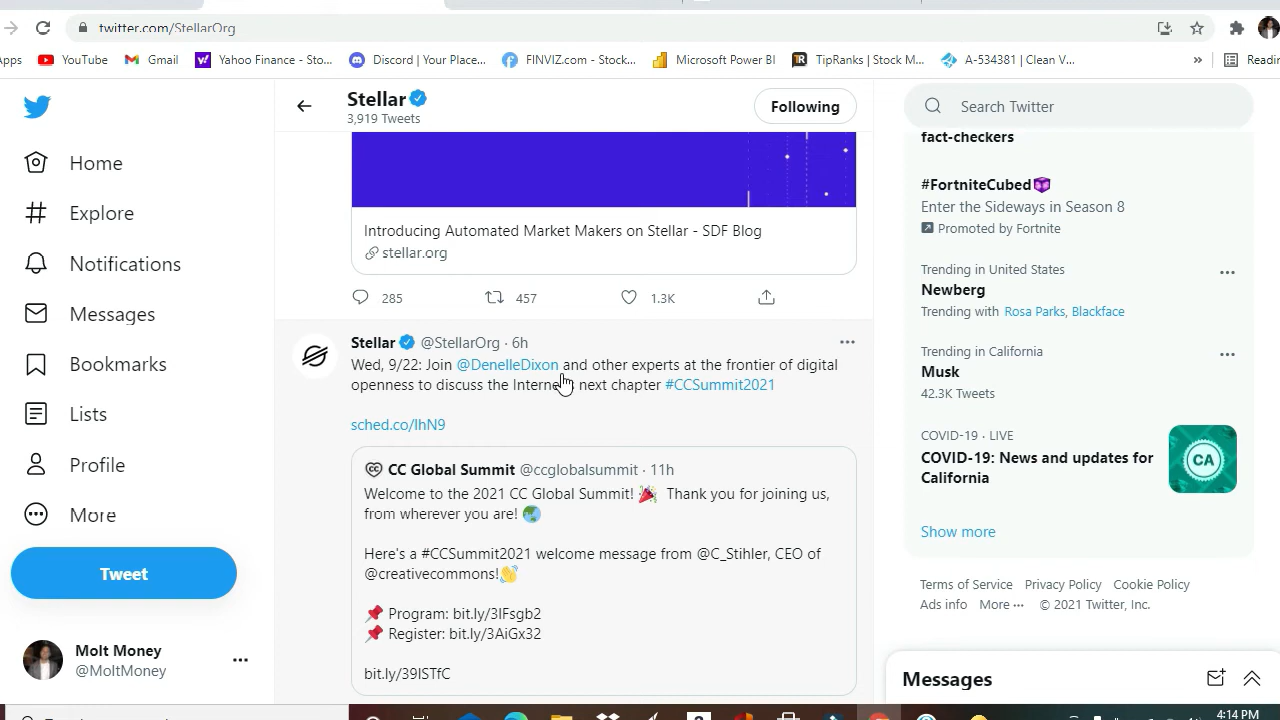 twitter.com/StellarOrg
Apps
YouTube
Gmail
Yahoo Finance - Sto...
Discord | Your Place...
FINVIZ.com - Stock...
Microsoft Power BI
TipRanks | Stock M...
A-534381 | Clean V...
»
Readin
Home
Explore
Notifications
Messages
Bookmarks
Lists
Profile
More
Tweet
Molt Money
@MoltMoney
Stellar
3,919 Tweets
Following
Introducing Automated Market Makers on Stellar - SDF Blog
stellar.org
285
457
1.3K
Stellar @StellarOrg · 6h
Wed, 9/22: Join @DenelleDixon and other experts at the frontier of digital
openness to discuss the next chapter #CCSummit2021
sched.co/lhN9
CC Global Summit @ccglobalsummit · 11h
Welcome to the 2021 CC Global Summit! 🎉 Thank you for joining us,
from wherever you are! 🌏
Here's a #CCSummit2021 welcome message from @C_Stihler, CEO of
@creativecommons!👋
📌 Program: bit.ly/3lFsgb2
📌 Register: bit.ly/3AiGx32
bit.ly/39ISTfC
Search Twitter
fact-checkers
#FortniteCubed
Enter the Sideways in Season 8
Promoted by Fortnite
Trending in United States
Newberg
Trending with Rosa Parks, Blackface
Trending in California
Musk
42.3K Tweets
COVID-19 · LIVE
COVID-19: News and updates for
California
CA
Show more
Terms of Service Privacy Policy Cookie Policy
Ads info More ··· © 2021 Twitter, Inc.
Messages
4:14 PM